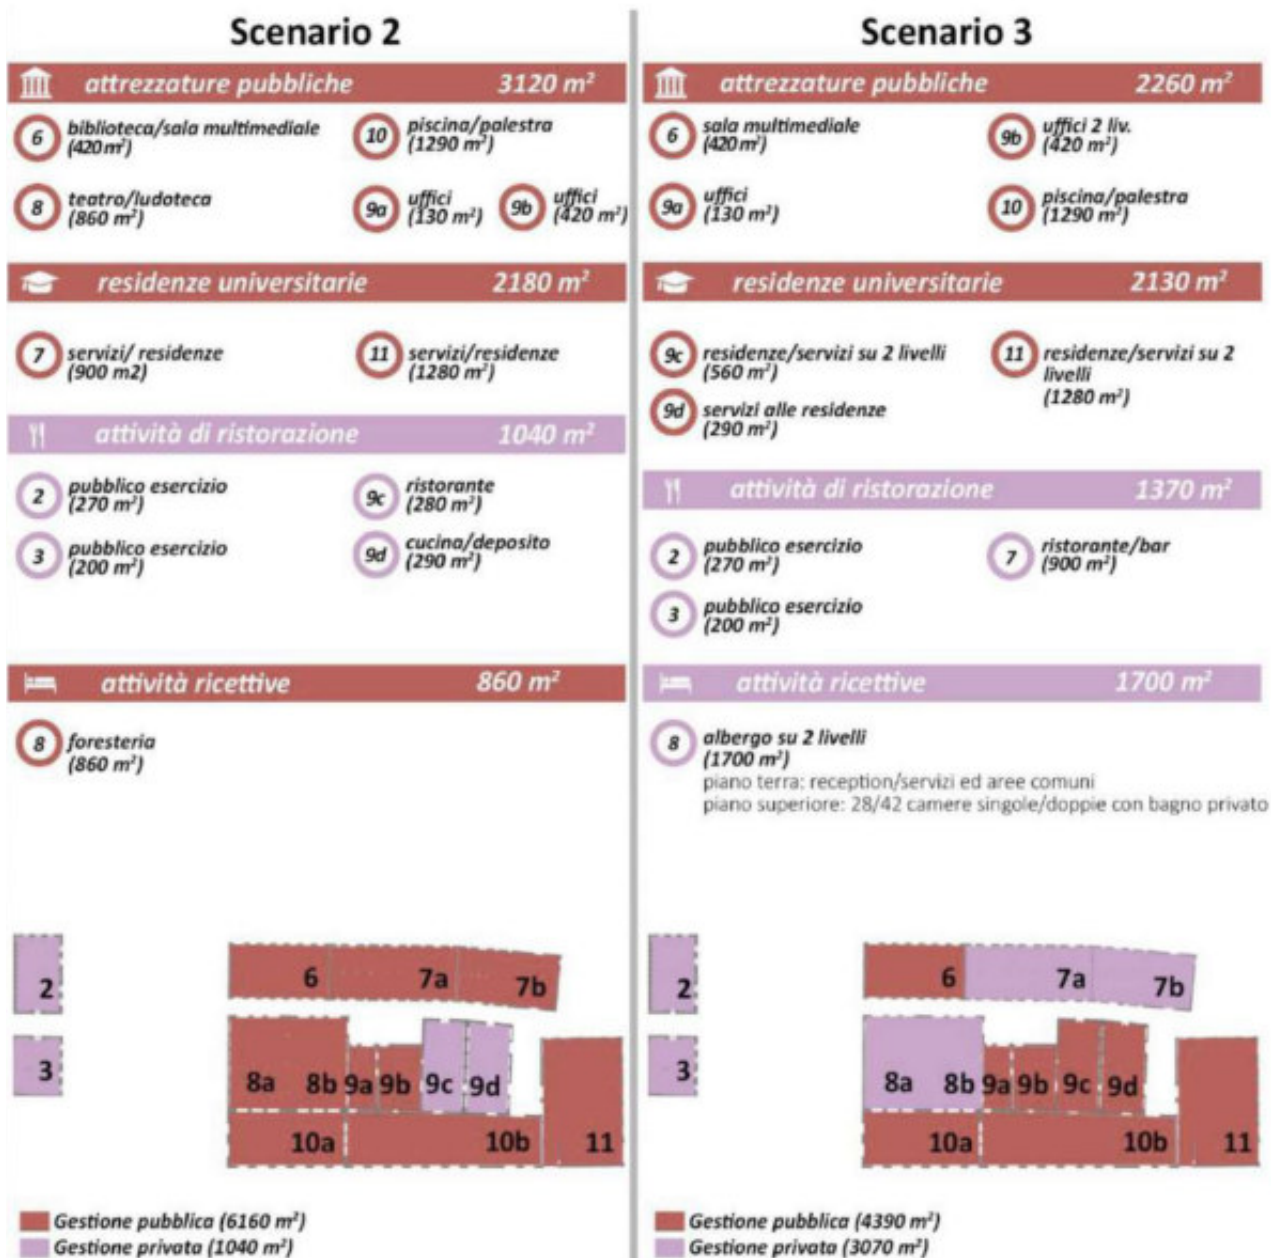 Scenario 2
attrezzature pubbliche 3120 m²
6 biblioteca/sala multimediale
(420 m²)
10 piscina/palestra
(1290 m²)
8 teatro/ludoteca
(860 m²)
9a uffici
(130 m²)
9b uffici
(420 m²)
residenze universitarie 2180 m²
7 servizi/ residenze
(900 m2)
11 servizi/residenze
(1280 m²)
attività di ristorazione 1040 m²
2 pubblico esercizio
(270 m²)
9c ristorante
(280 m²)
3 pubblico esercizio
(200 m²)
9d cucina/deposito
(290 m²)
attività ricettive 860 m²
8 foresteria
(860 m²)
2
3
6
7a
7b
8a
8b
9a
9b
9c
9d
10a
10b
11
Gestione pubblica (6160 m²)
Gestione privata (1040 m²)
Scenario 3
attrezzature pubbliche 2260 m²
6 sala multimediale
(420 m²)
9b uffici 2 liv.
(420 m²)
9a uffici
(130 m²)
10 piscina/palestra
(1290 m²)
residenze universitarie 2130 m²
9c residenze/servizi su 2 livelli
(560 m²)
11 residenze/servizi su 2
livelli
(1280 m²)
9d servizi alle residenze
(290 m²)
attività di ristorazione 1370 m²
2 pubblico esercizio
(270 m²)
7 ristorante/bar
(900 m²)
3 pubblico esercizio
(200 m²)
attività ricettive 1700 m²
8 albergo su 2 livelli
(1700 m²)
piano terra: reception/servizi ed aree comuni
piano superiore: 28/42 camere singole/doppie con bagno privato
2
3
6
7a
7b
8a
8b
9a
9b
9c
9d
10a
10b
11
Gestione pubblica (4390 m²)
Gestione privata (3070 m²)